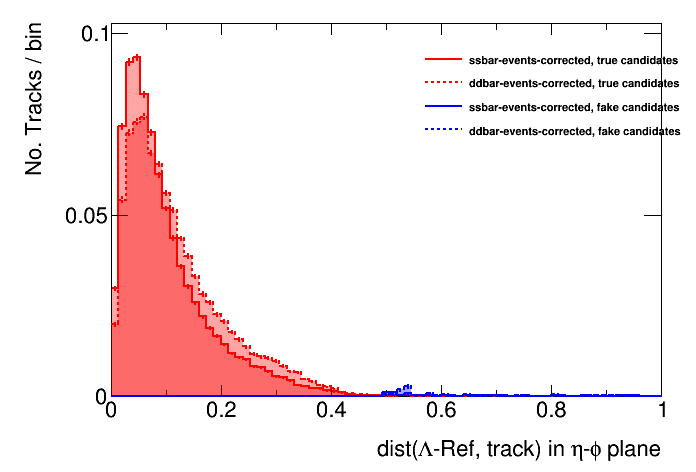 No. Tracks / bin
0.1
0.05
0
ssbar-events-corrected, true candidates
ddbar-events-corrected, true candidates
ssbar-events-corrected, fake candidates
ddbar-events-corrected, fake candidates
0 0.2 0.4 0.6 0.8 1
dist(Λ-Ref, track) in η-ϕ plane